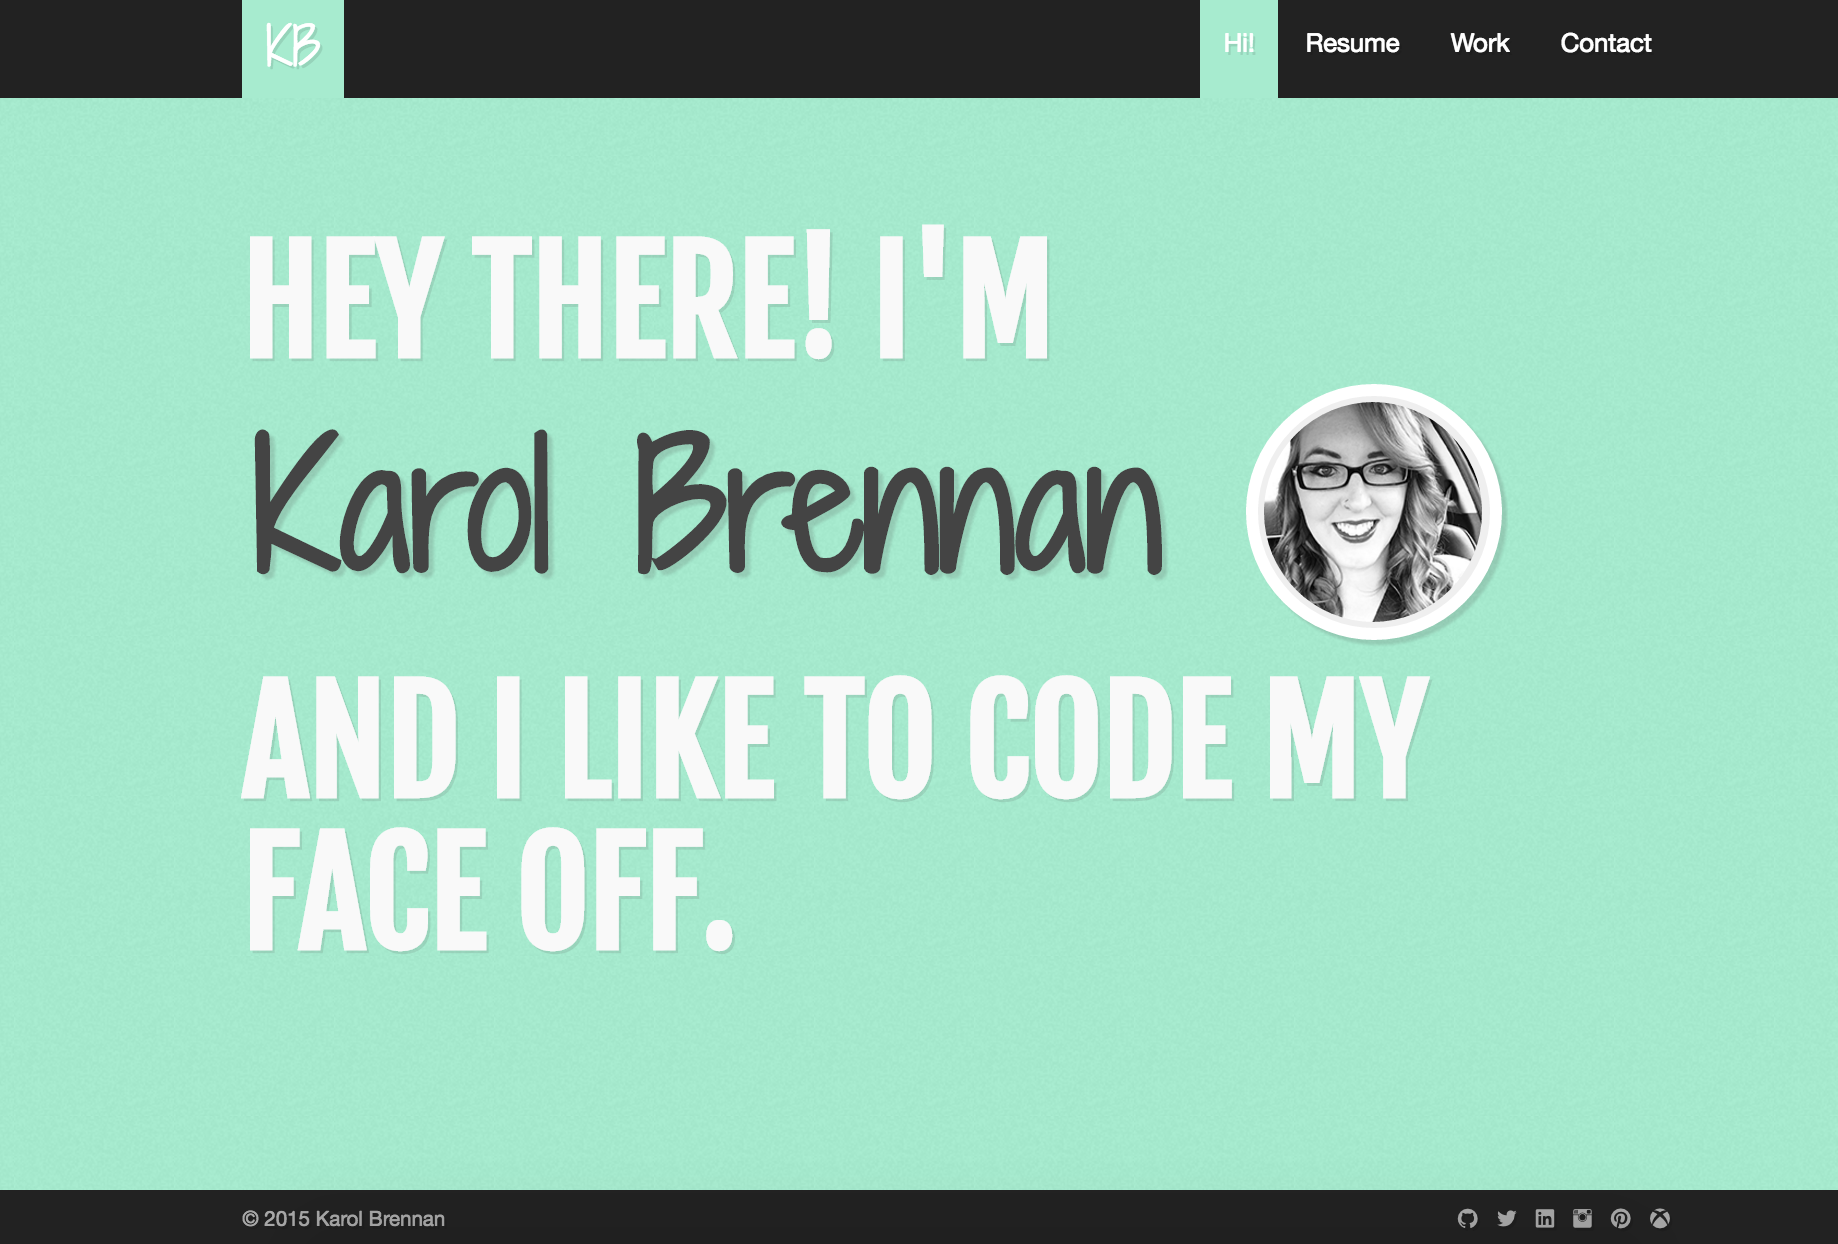 KB
Hi! Resume Work Contact
HEY THERE! I'M
Karol Brennan
AND I LIKE TO CODE MY
FACE OFF.
© 2015 Karol Brennan